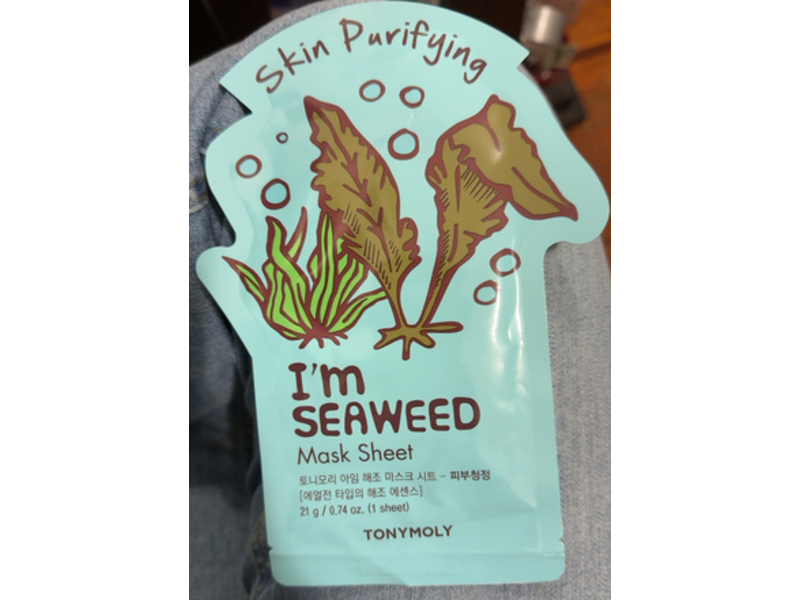 Skin Purifying
I'm
SEAWEED
Mask Sheet
토니모리 아임 해조 마스크 시트 - 피부청정
[에멀전 타입의 해조 에센스]
21 g / 0.74 oz. (1 sheet)
TONYMOLY